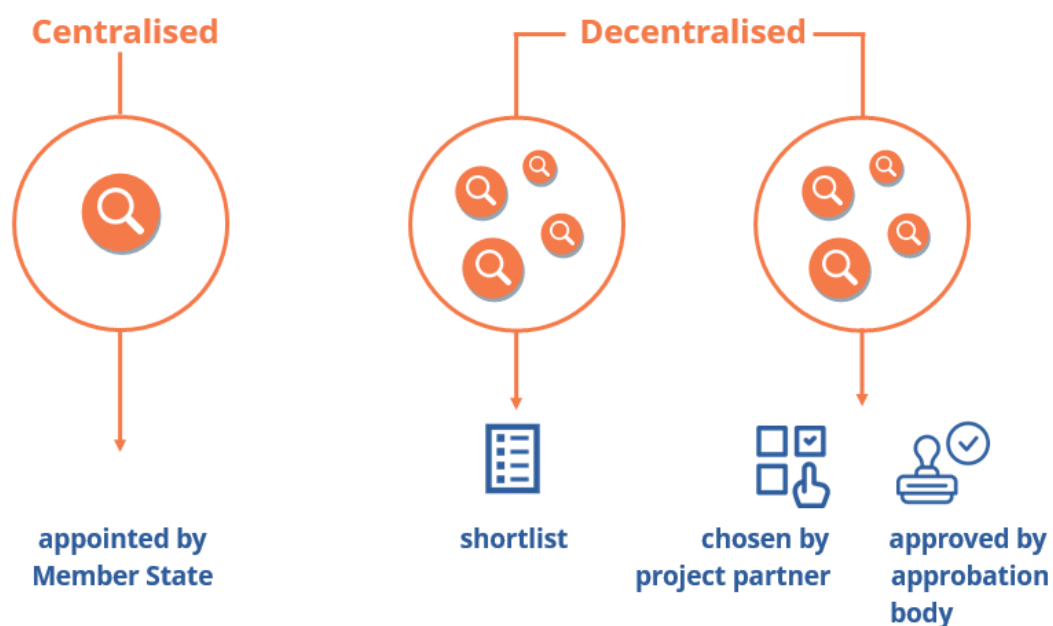 Centralised
Decentralised
appointed by
Member State
shortlist
chosen by
project partner
approved by
approbation
body